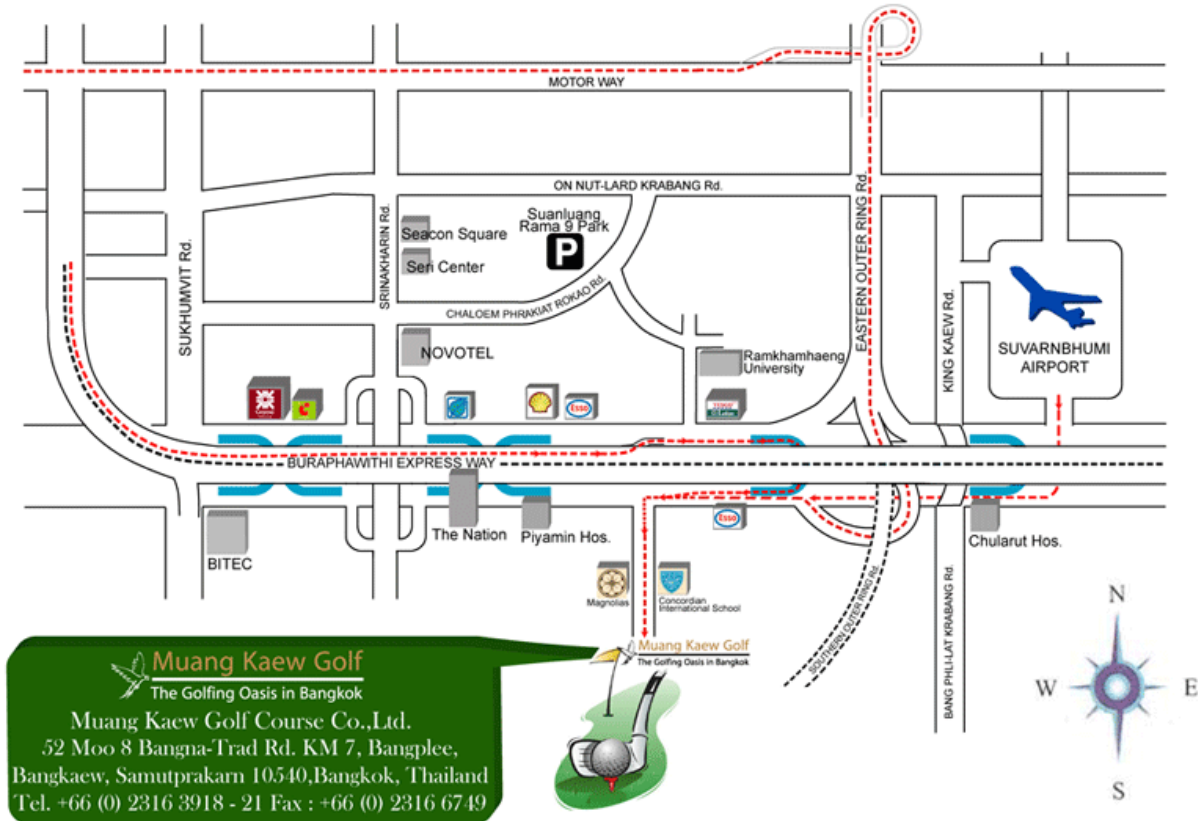 MOTOR WAY
ON NUT-LARD KRABANG Rd.
SUKHUMVIT Rd.
SRINAKHARIN Rd.
Seacon Square
Seri Center
Suanluang
Rama 9 Park
P
CHALOEM PHRAKIAT ROKAO Rd.
EASTERN OUTER RING Rd.
KING KAEW Rd.
SUVARNBHUMI
AIRPORT
NOVOTEL
Ramkhamhaeng
University
Esso
BURAPHAWITHI EXPRESS WAY
BITEC
The Nation
Piyamin Hos.
Esso
Chularut Hos.
Magnolias
Concordian
International School
SOUTHERN OUTER RING Rd.
BANG PHLI-LAT KRABANG Rd.
Muang Kaew Golf
The Golfing Oasis in Bangkok
Muang Kaew Golf
The Golfing Oasis in Bangkok
Muang Kaew Golf Course Co.,Ltd.
52 Moo 8 Bangna-Trad Rd. KM 7, Bangplee,
Bangkaew, Samutprakarn 10540,Bangkok, Thailand
Tel. +66 (0) 2316 3918 - 21 Fax : +66 (0) 2316 6749
N
W
E
S